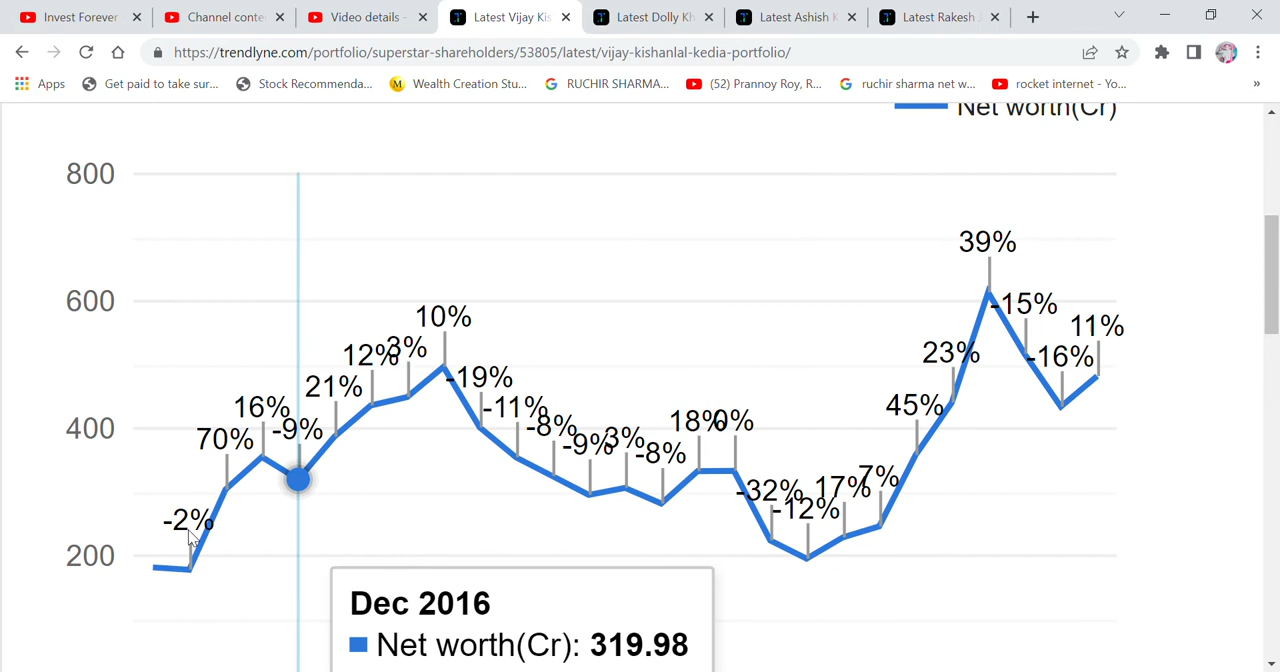 Invest Forever
Channel conte
Video details -
Latest Vijay Kis
Latest Dolly Kh
Latest Ashish K
Latest Rakesh J
https://trendlyne.com/portfolio/superstar-shareholders/53805/latest/vijay-kishanlal-kedia-portfolio/
Apps
Get paid to take sur...
Stock Recommenda...
Wealth Creation Stu...
RUCHIR SHARMA...
(52) Prannoy Roy, R...
ruchir sharma net w...
rocket internet - Yo...
»
Net worth(Cr)
800
600
400
200
-2%
70%
16%
-9%
21%
12%
3%
10%
-19%
-11%
-8%
-9%
3%
-8%
18%
0%
-32%
-12%
17%
7%
45%
23%
39%
-15%
-16%
11%
Dec 2016
Net worth(Cr): 319.98